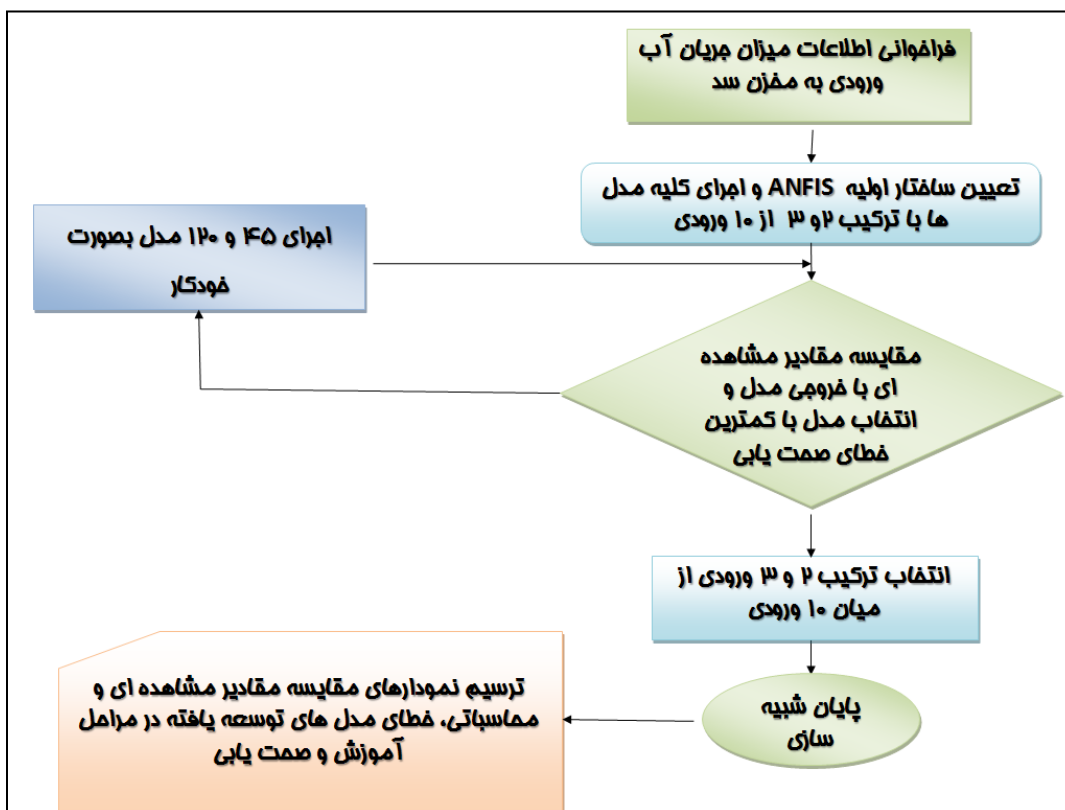 فراخوانی اطلاعات میزان جریان آب
ورودی به مخزن سد
تعیین ساختار اولیه ANFIS و اجرای کلیه مدل
ها با ترکیب ۲و ۳ از ۱۰ ورودی
اجرای ۴۵ و ۱۲۰ مدل بصورت
خودکار
مقایسه مقادیر مشاهده
ای با خروجی مدل و
انتخاب مدل با کمترین
خطای صحت یابی
انتخاب ترکیب ۲ و ۳ ورودی از
میان ۱۰ ورودی
پایان شبیه
سازی
ترسیم نمودارهای مقایسه مقادیر مشاهده ای و
محاسباتی، خطای مدل های توسعه یافته در مراحل
آموزش و صحت یابی